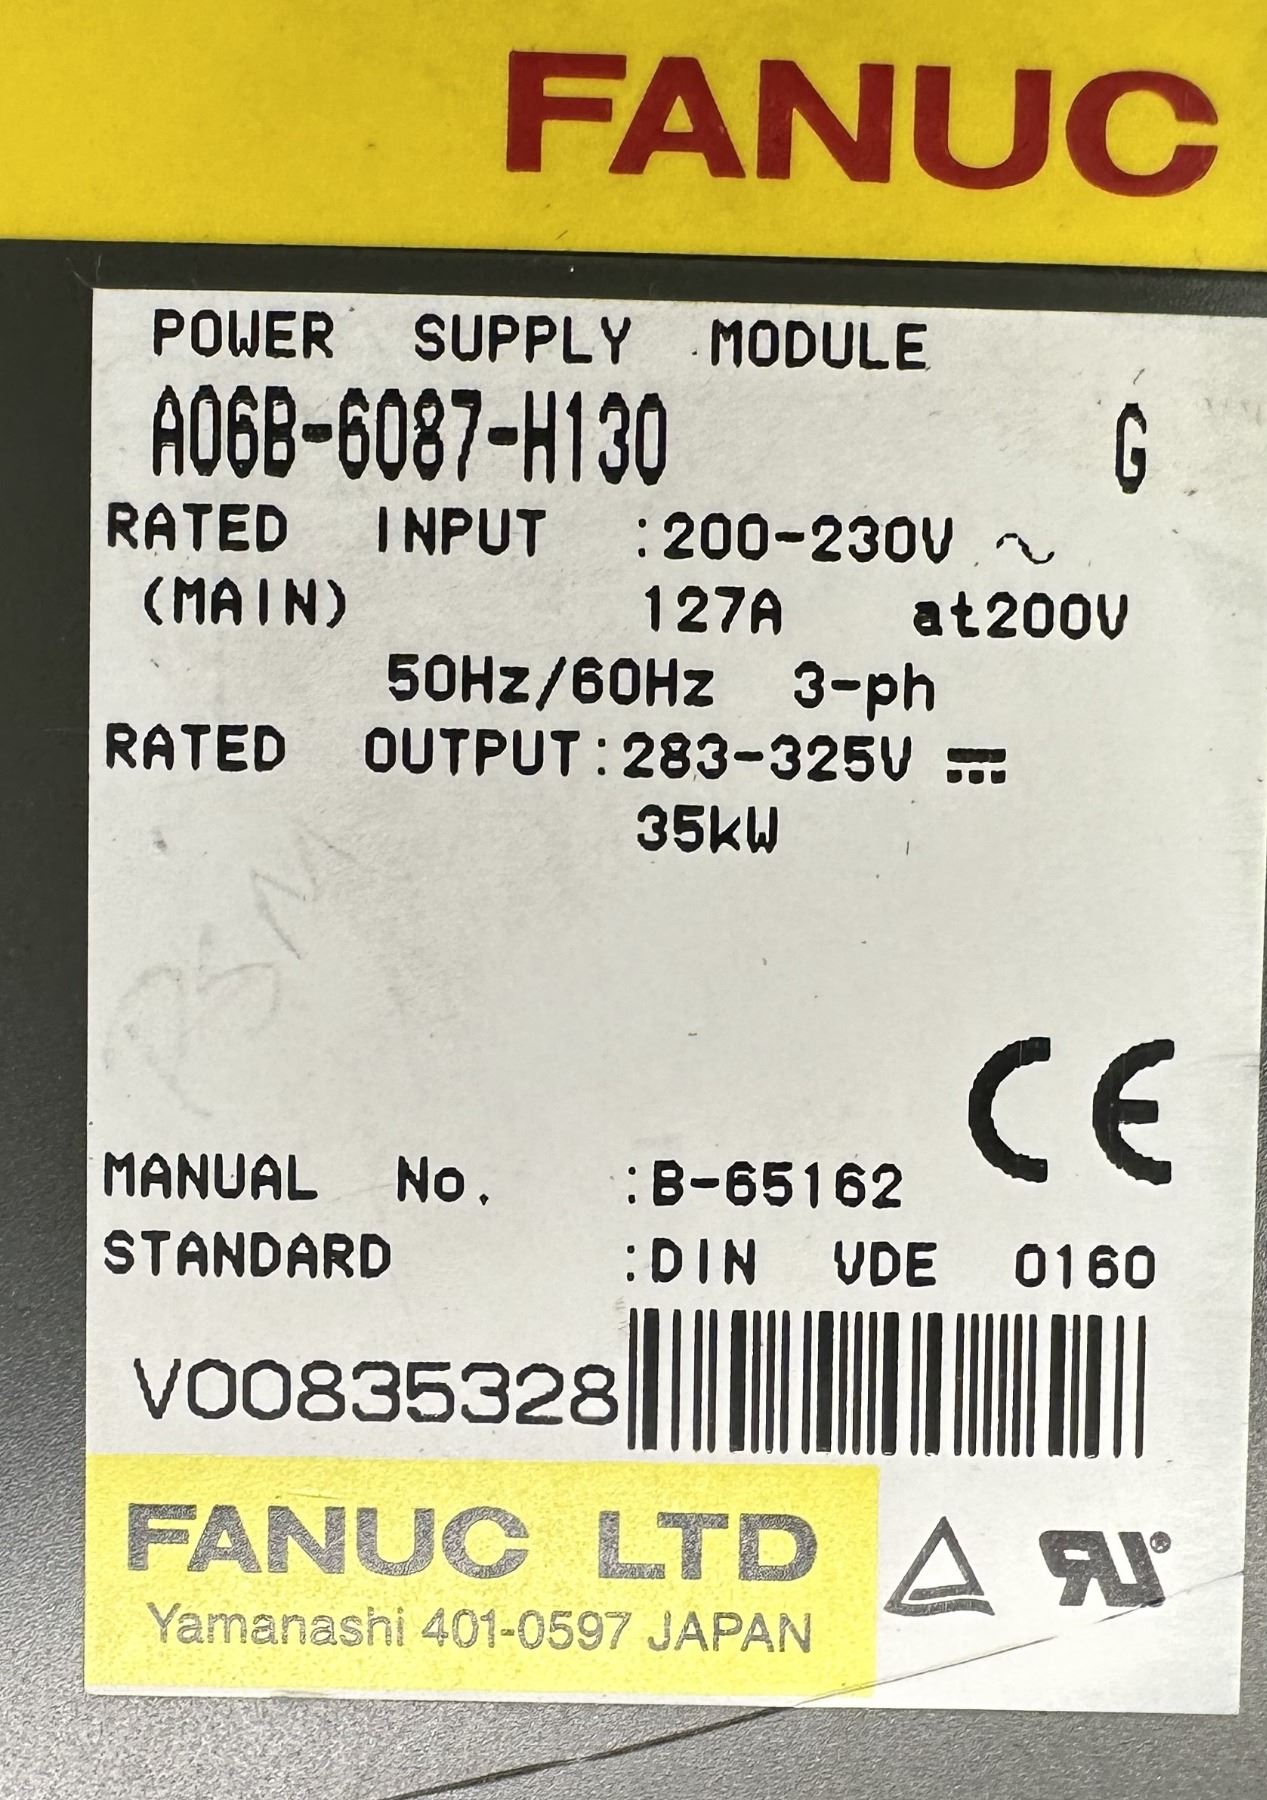 FANUC
POWER SUPPLY MODULE
A06B-6087-H130 G
RATED INPUT :200-230V ~
(MAIN) 127A at200V
50Hz/60Hz 3-ph
RATED OUTPUT:283-325V ⎓
35kW
CE
MANUAL No. :B-65162
STANDARD :DIN VDE 0160
V00835328
FANUC LTD
Yamanashi 401-0597 JAPAN